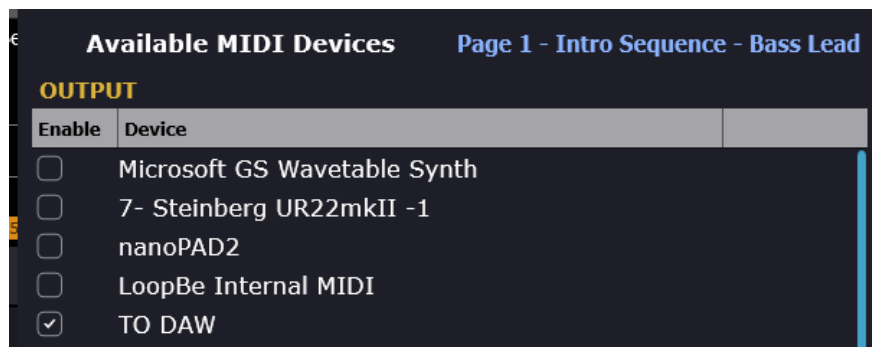 Available MIDI Devices Page 1 - Intro Sequence - Bass Lead
OUTPUT
Enable Device
Microsoft GS Wavetable Synth
7- Steinberg UR22mkII -1
nanoPAD2
LoopBe Internal MIDI
TO DAW